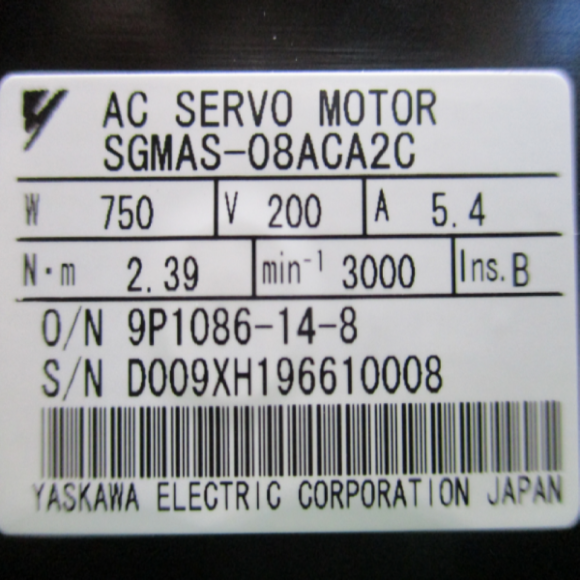 AC SERVO MOTOR
SGMAS-08ACA2C
W 750 V 200 A 5.4
N·m 2.39 min⁻¹ 3000 Ins. B
O/N 9P1086-14-8
S/N D009XH196610008
YASKAWA ELECTRIC CORPORATION JAPAN